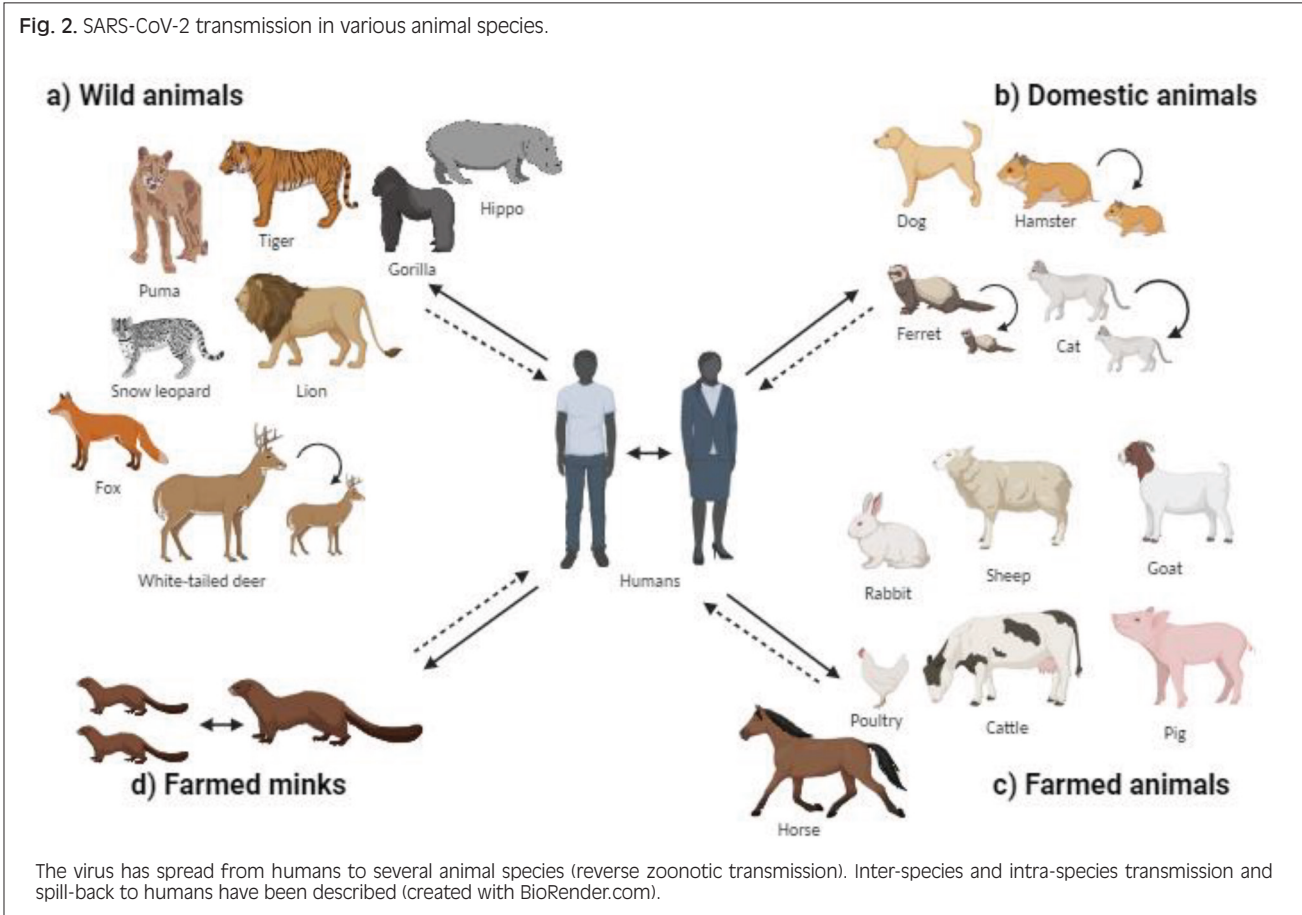 Fig. 2. SARS-CoV-2 transmission in various animal species.
a) Wild animals
Puma
Tiger
Gorilla
Hippo
Snow leopard
Lion
Fox
White-tailed deer
b) Domestic animals
Dog
Hamster
Ferret
Cat
Humans
Rabbit
Sheep
Goat
Poultry
Cattle
Pig
Horse
c) Farmed animals
d) Farmed minks
The virus has spread from humans to several animal species (reverse zoonotic transmission). Inter-species and intra-species transmission and
spill-back to humans have been described (created with BioRender.com).